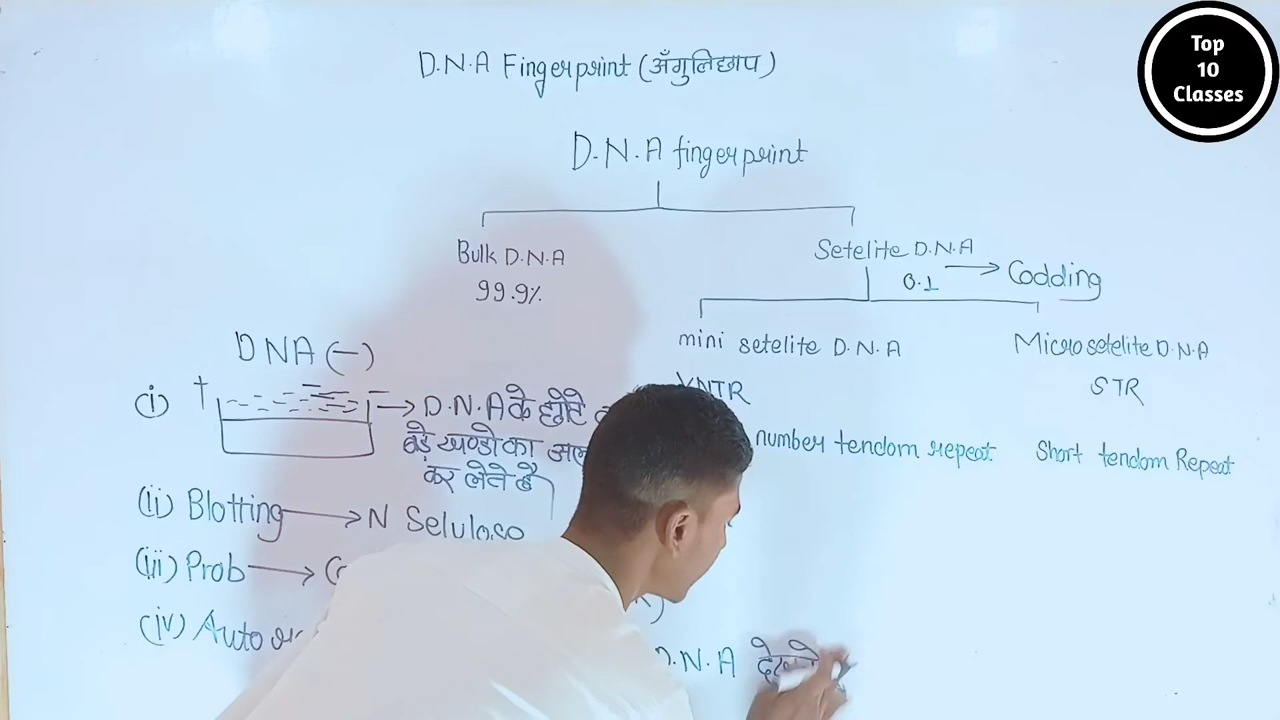 Top
10
Classes
D.N.A Fingerprint (अँगुलिछाप)
D.N.A fingerprint
Bulk D.N.A
99.9%
Setelite D.N.A
0.1 → Codding
mini setelite D.N.A
Micro setelite D.N.A
VNTR
STR
number tendom repeat
Short tendom Repeat
DNA (-)
(i) → D.N.A के छोटे
बड़े खण्डो का
कर लेते है
(ii) Blotting → N Seluloso
(iii) Prob →
(iv) Auto
D.N.A